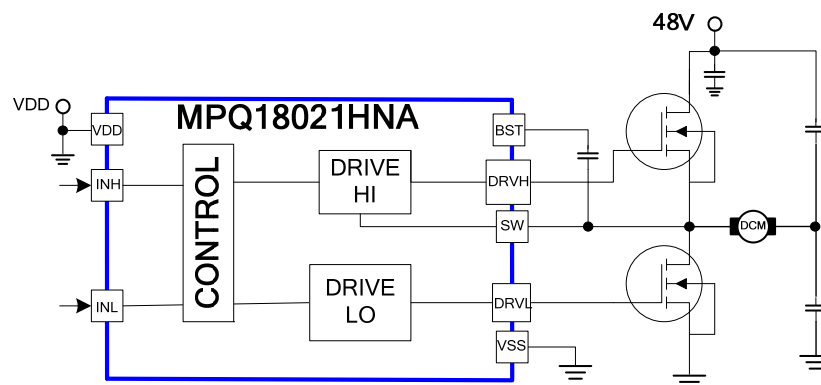 48V
VDD
MPQ18021HNA
VDD
BST
INH
CONTROL
DRIVE
HI
DRVH
SW
DCM
INL
DRIVE
LO
DRVL
VSS